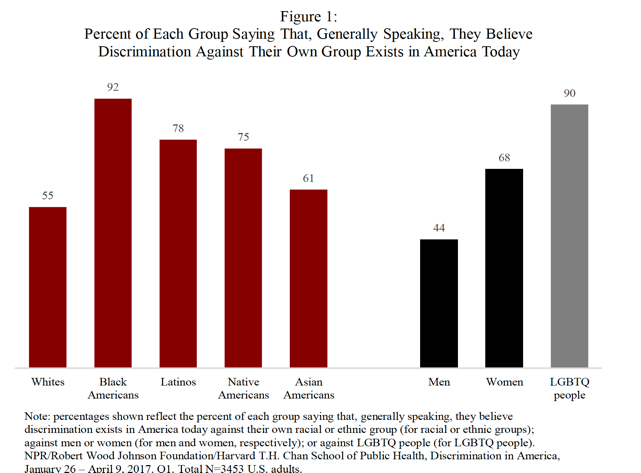 Figure 1:
Percent of Each Group Saying That, Generally Speaking, They Believe
Discrimination Against Their Own Group Exists in America Today
55
92
78
75
61
44
68
90
Whites
Black
Americans
Latinos
Native
Americans
Asian
Americans
Men
Women
LGBTQ
people
Note: percentages shown reflect the percent of each group saying that, generally speaking, they believe
discrimination exists in America today against their own racial or ethnic group (for racial or ethnic groups);
against men or women (for men and women, respectively); or against LGBTQ people (for LGBTQ people).
NPR/Robert Wood Johnson Foundation/Harvard T.H. Chan School of Public Health, Discrimination in America,
January 26 – April 9, 2017. Q1. Total N=3453 U.S. adults.